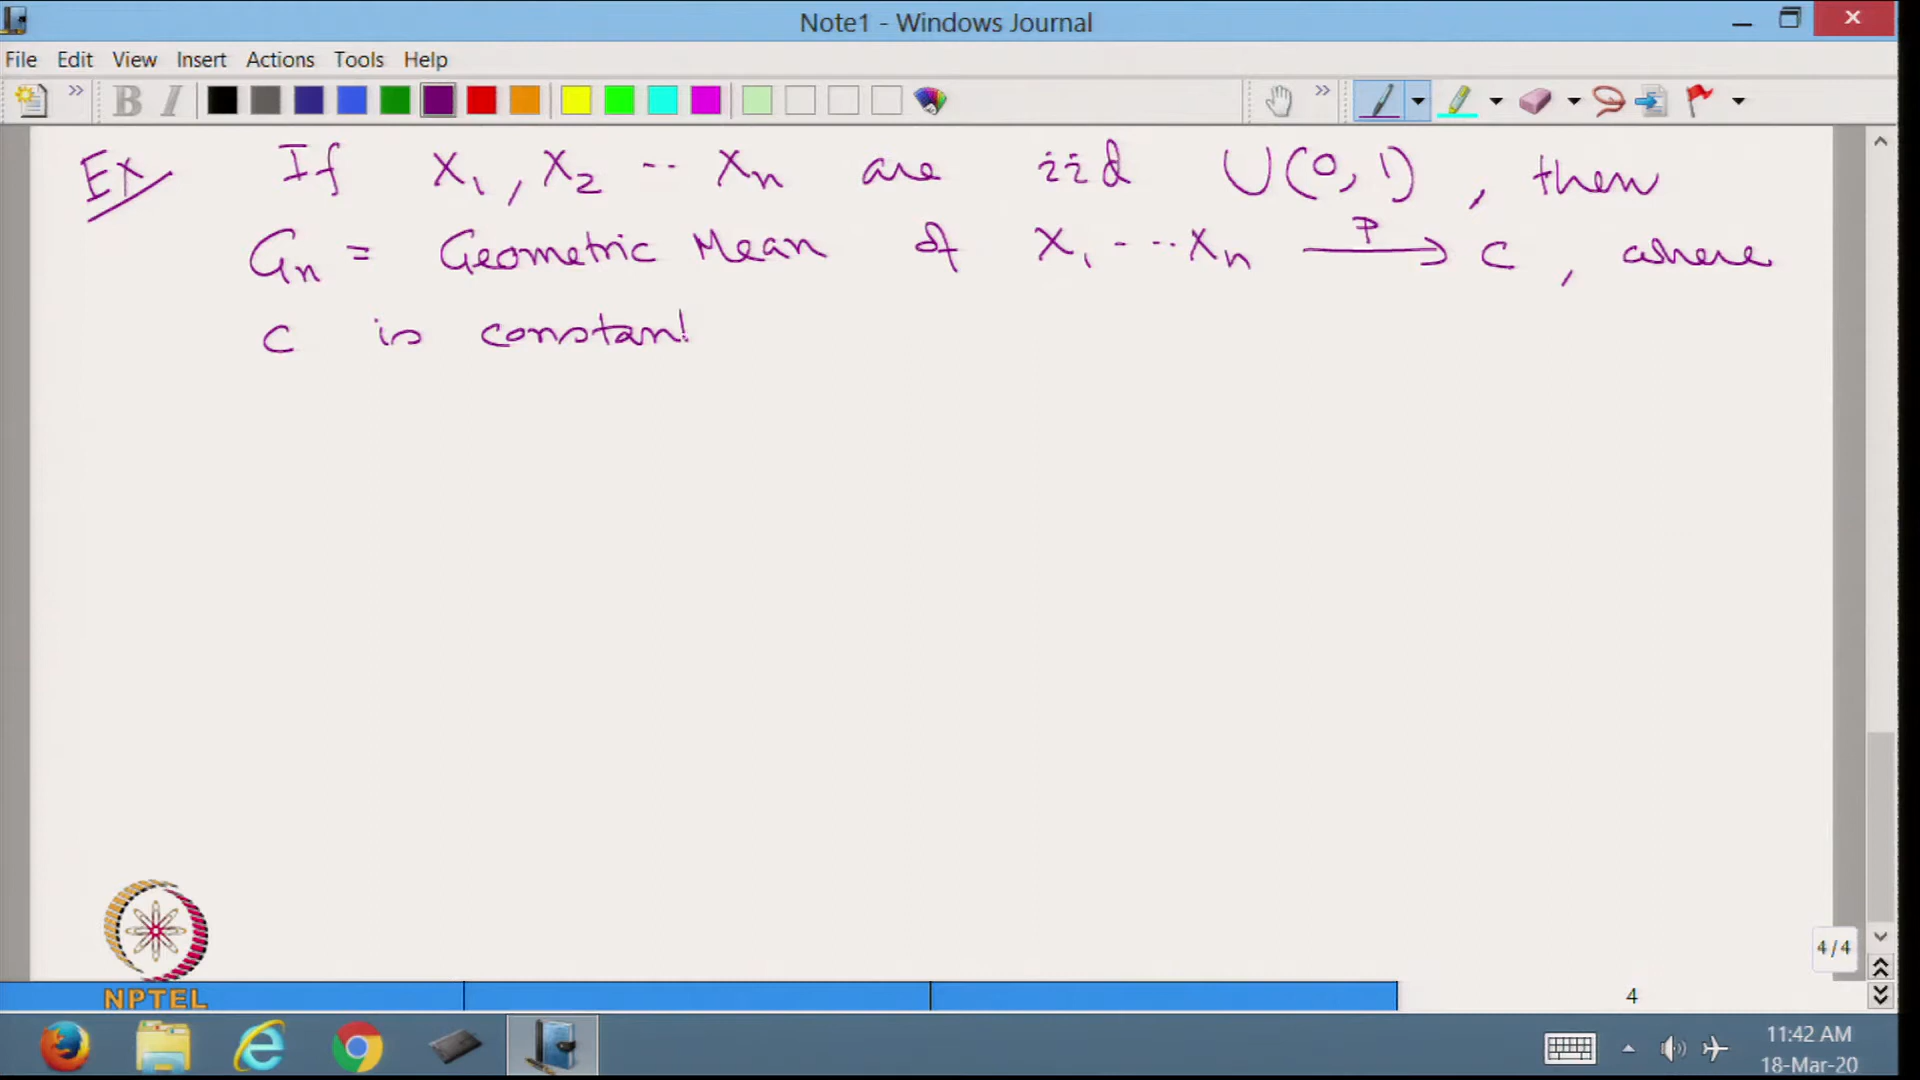 Note1 - Windows Journal
File Edit View Insert Actions Tools Help
B I
Ex If X₁, X₂ -- Xn are iid U(0,1), then
Gn = Geometric Mean of X₁ --- Xn —P→ c, where
c is constant
4/4
NPTEL
4
11:42 AM
18-Mar-20